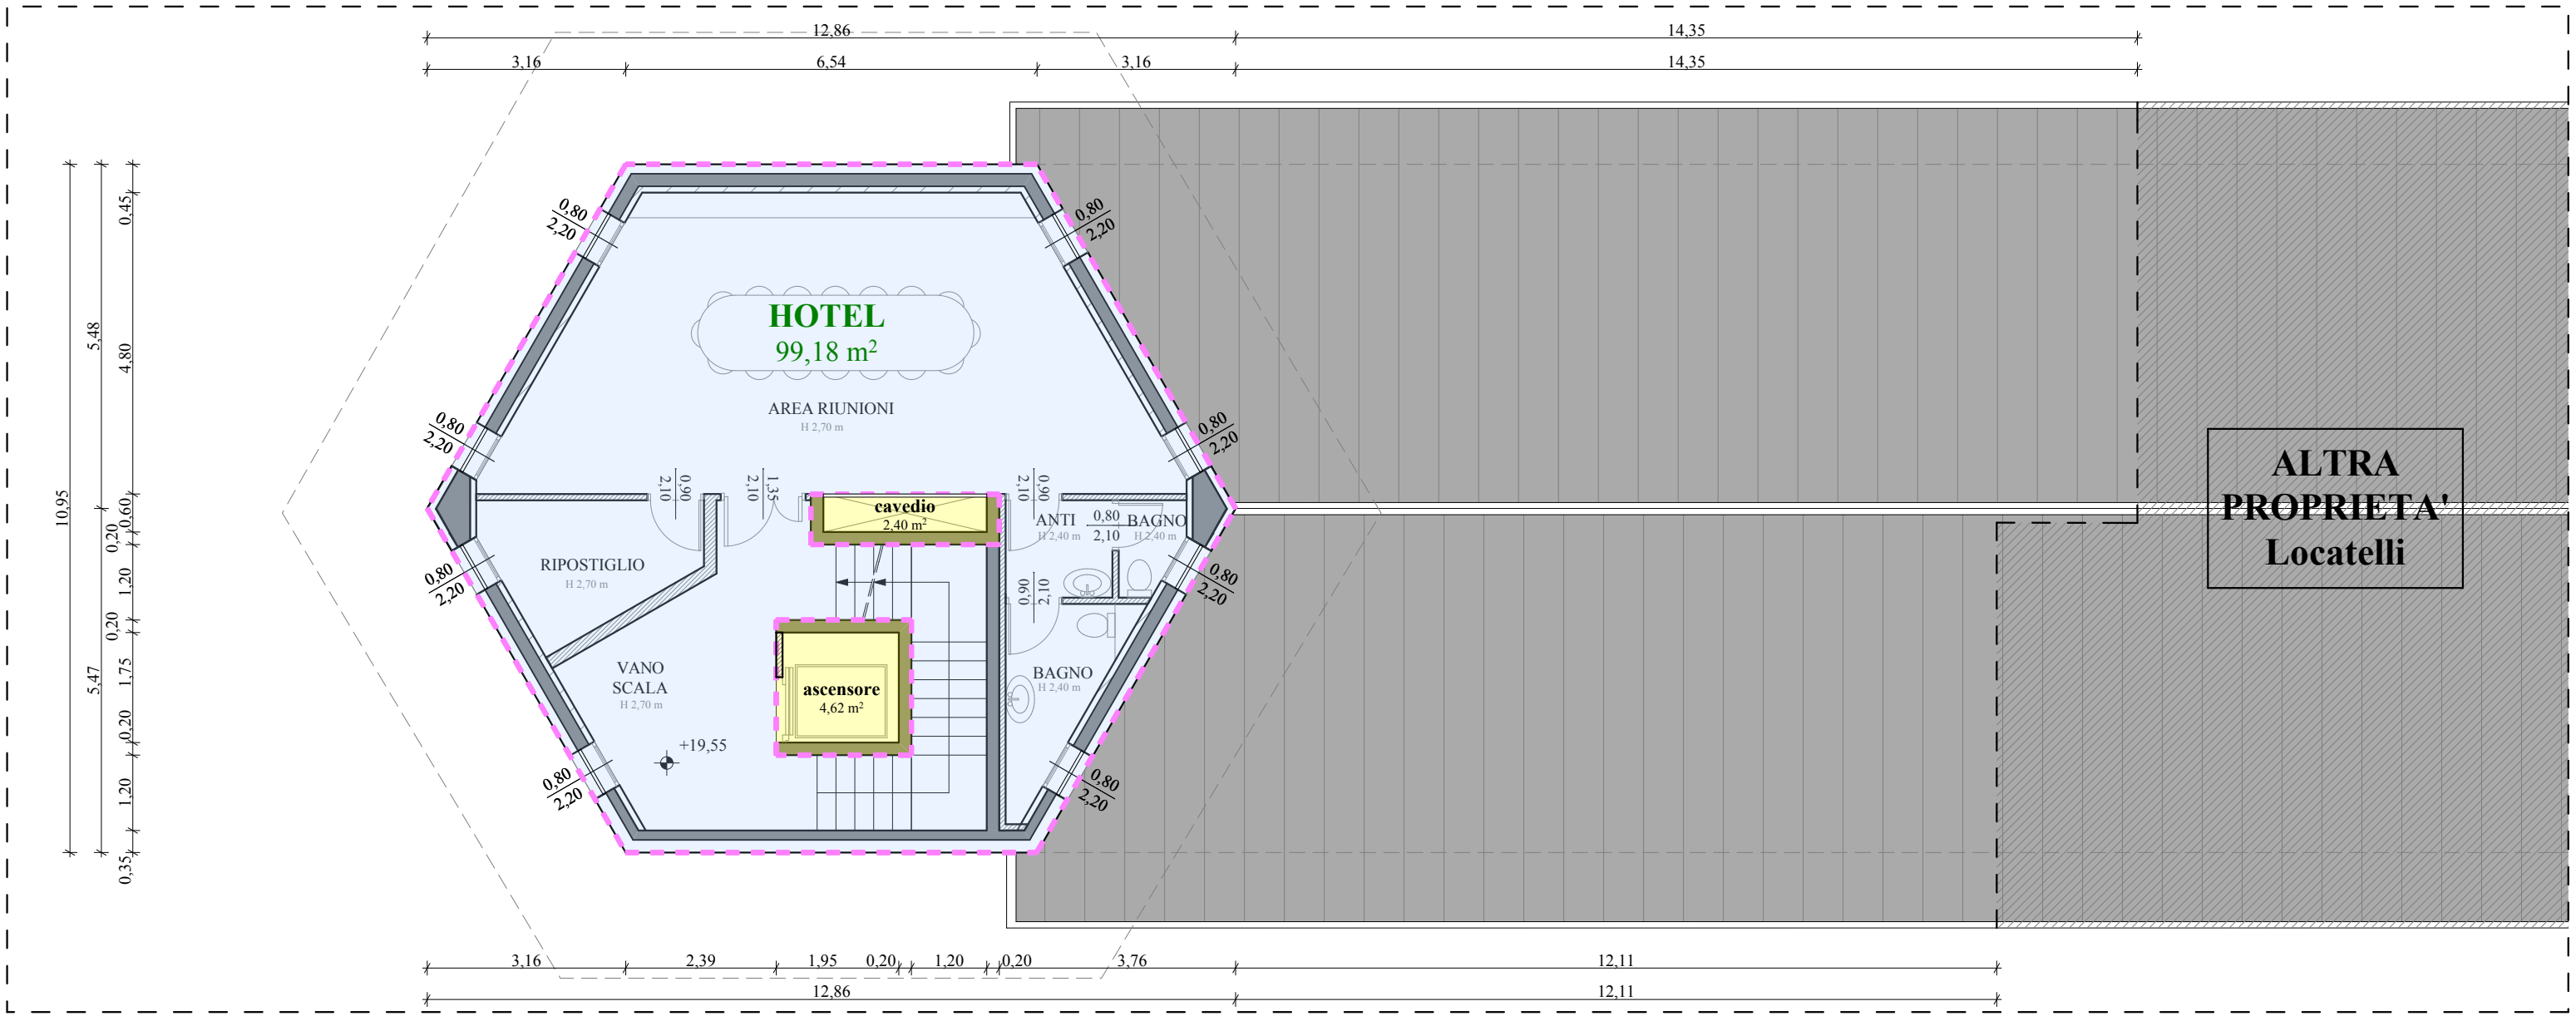 12,86
14,35
3,16
6,54
3,16
14,35
0,45
5,48
4,80
10,95
0,60
0,20
1,20
0,20
5,47
1,75
0,20
1,20
0,35
0,80
2,20
0,80
2,20
HOTEL
99,18 m²
AREA RIUNIONI
H 2,70 m
0,80
2,20
0,80
2,20
0,90
2,10
1,35
2,10
0,90
2,10
cavedio
2,40 m²
ANTI
H 2,40 m
0,80
2,10
BAGNO
H 2,40 m
RIPOSTIGLIO
H 2,70 m
0,80
2,20
0,80
2,20
0,90
2,10
VANO
SCALA
H 2,70 m
ascensore
4,62 m²
BAGNO
H 2,40 m
+19,55
0,80
2,20
0,80
2,20
ALTRA
PROPRIETA'
Locatelli
3,16
2,39
1,95
0,20
1,20
0,20
3,76
12,11
12,86
12,11